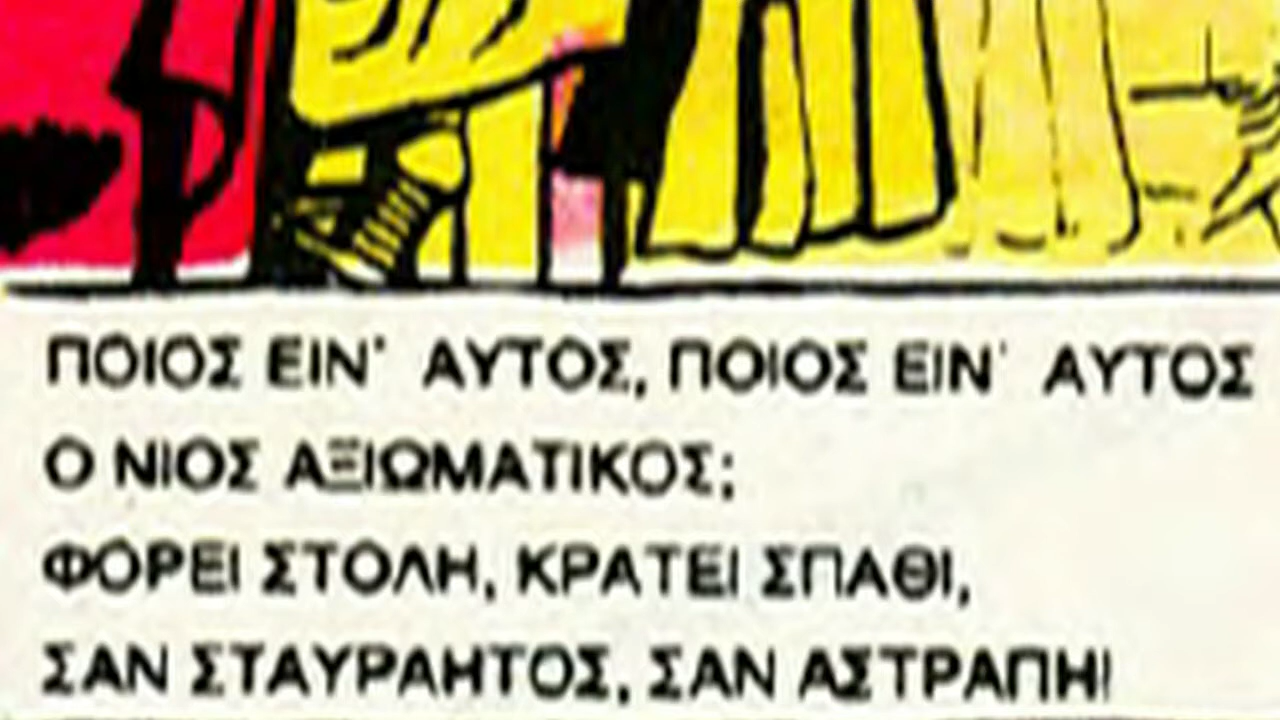 ΠΟΙΟΣ ΕΙΝ' ΑΥΤΟΣ, ΠΟΙΟΣ ΕΙΝ' ΑΥΤΟΣ
Ο ΝΙΟΣ ΑΞΙΩΜΑΤΙΚΟΣ;
ΦΟΡΕΙ ΣΤΟΛΗ, ΚΡΑΤΕΙ ΣΠΑΘΙ,
ΣΑΝ ΣΤΑΥΡΑΗΤΟΣ, ΣΑΝ ΑΣΤΡΑΠΗ!